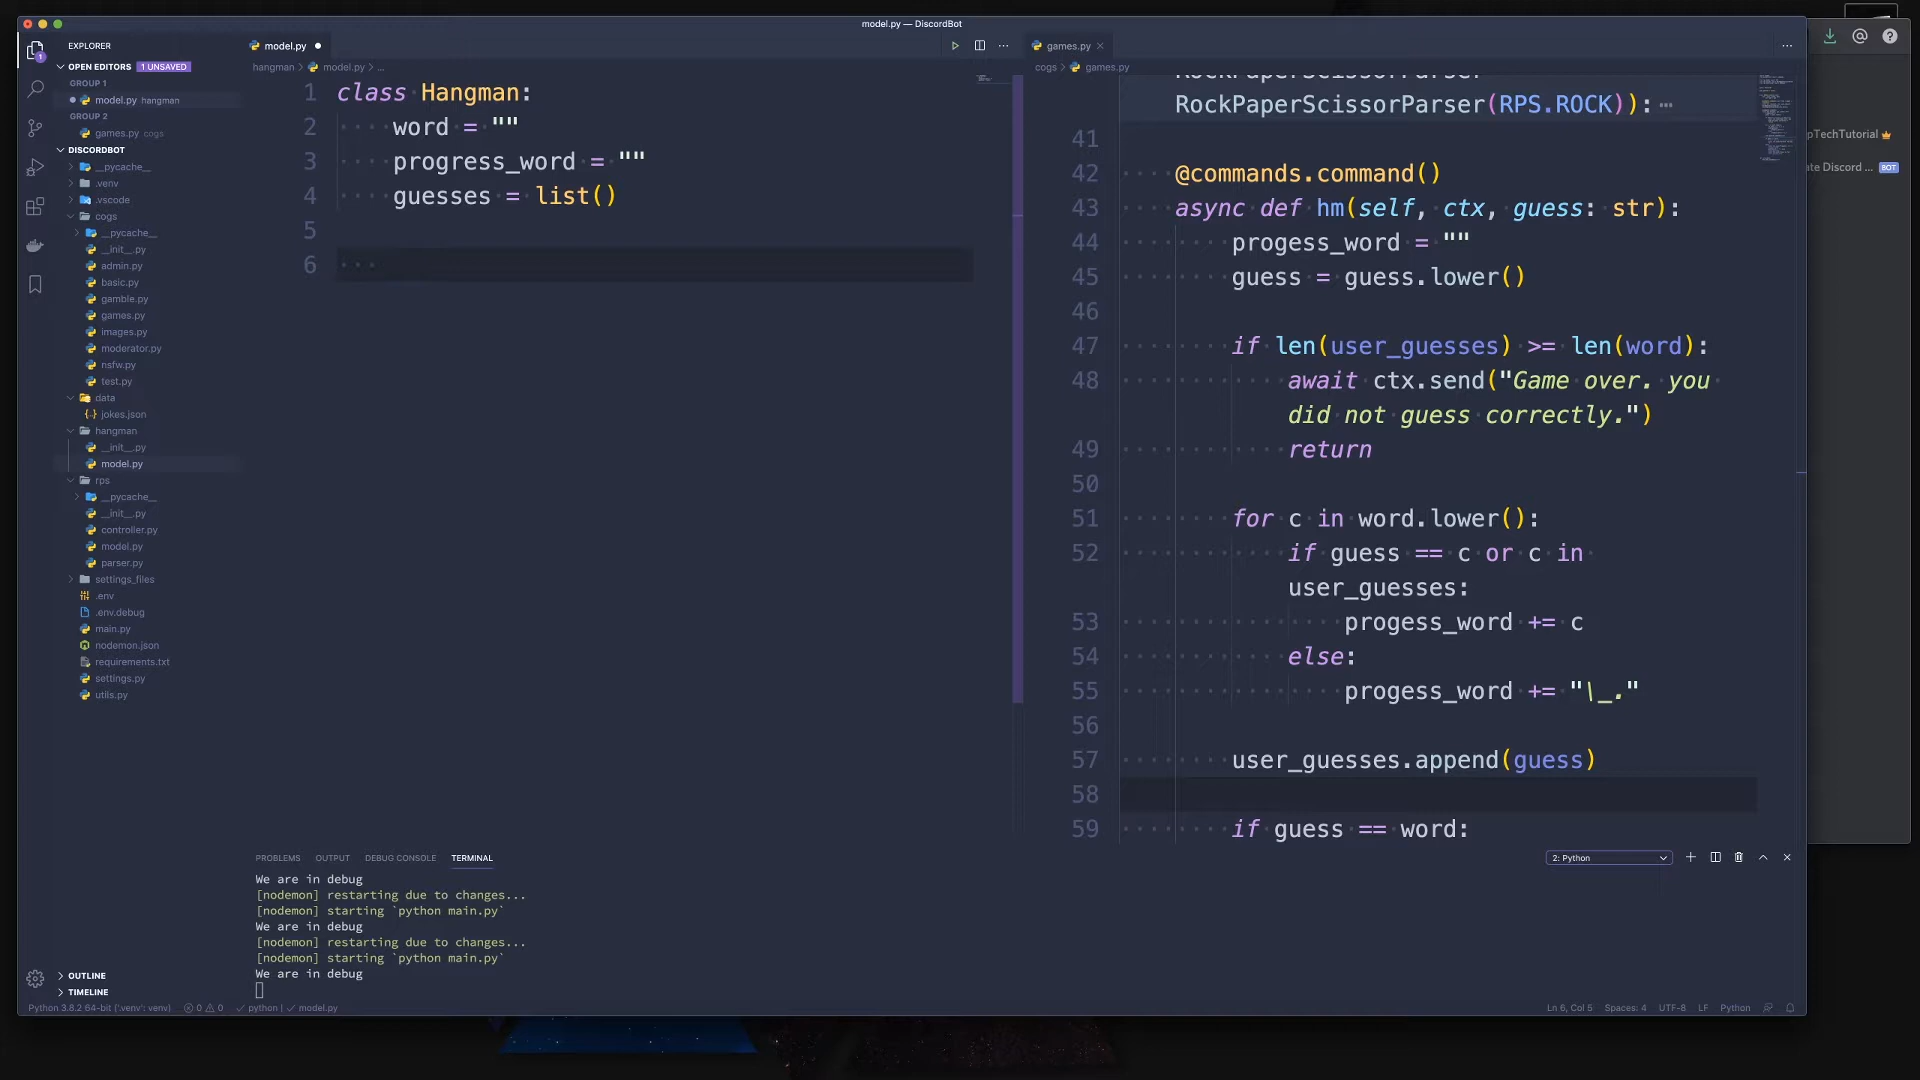 model.py — DiscordBot
EXPLORER
OPEN EDITORS 1 UNSAVED
GROUP 1
model.py hangman
GROUP 2
games.py cogs
DISCORDBOT
__pycache__
.venv
.vscode
cogs
__pycache__
__init__.py
admin.py
basic.py
gamble.py
games.py
images.py
moderator.py
nsfw.py
test.py
data
jokes.json
hangman
__init__.py
model.py
rps
__pycache__
__init__.py
controller.py
model.py
parser.py
settings_files
.env
.env.debug
main.py
nodemon.json
requirements.txt
settings.py
utils.py
OUTLINE
TIMELINE
model.py
hangman > model.py > ...
1 class Hangman:
2 word = ""
3 progress_word = ""
4 guesses = list()
5
6
games.py
cogs > games.py
RockPaperScissorParser
RockPaperScissorParser(RPS.ROCK)):
41
42 @commands.command()
43 async def hm(self, ctx, guess: str):
44 progess_word = ""
45 guess = guess.lower()
46
47 if len(user_guesses) >= len(word):
48 await ctx.send("Game over. you
did not guess correctly.")
49 return
50
51 for c in word.lower():
52 if guess == c or c in
user_guesses:
53 progess_word += c
54 else:
55 progess_word += "\_."
56
57 user_guesses.append(guess)
58
59 if guess == word:
PROBLEMS OUTPUT DEBUG CONSOLE TERMINAL
2: Python
We are in debug
[nodemon] restarting due to changes...
[nodemon] starting `python main.py`
We are in debug
[nodemon] restarting due to changes...
[nodemon] starting `python main.py`
We are in debug
Python 3.8.2 64-bit ('.venv': venv) 0 0 python | model.py
Ln 6, Col 5 Spaces: 4 UTF-8 LF Python
pTechTutorial
te Discord ... BOT